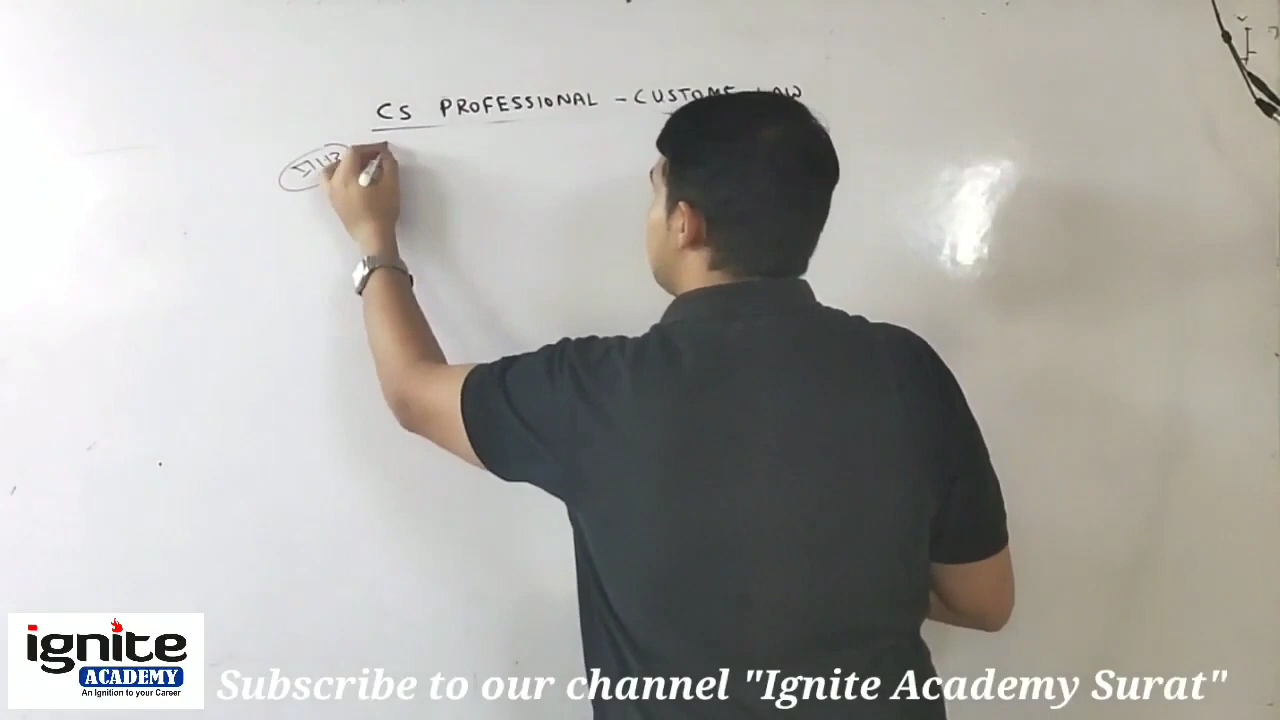 CS PROFESSIONAL - CUSTOMS LAW
ignite
ACADEMY
An Ignition to your Career
Subscribe to our channel "Ignite Academy Surat"